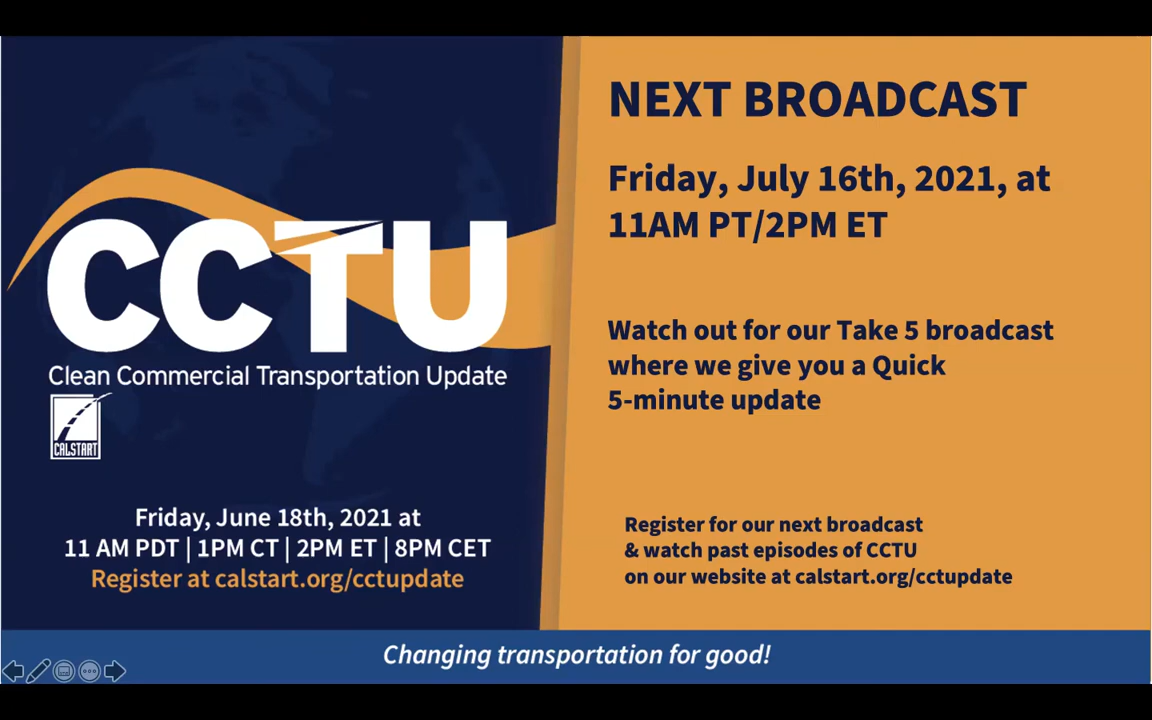 CCTU
Clean Commercial Transportation Update
CALSTART
Friday, June 18th, 2021 at
11 AM PDT | 1PM CT | 2PM ET | 8PM CET
Register at calstart.org/cctupdate
NEXT BROADCAST
Friday, July 16th, 2021, at
11AM PT/2PM ET
Watch out for our Take 5 broadcast
where we give you a Quick
5-minute update
Register for our next broadcast
& watch past episodes of CCTU
on our website at calstart.org/cctupdate
Changing transportation for good!